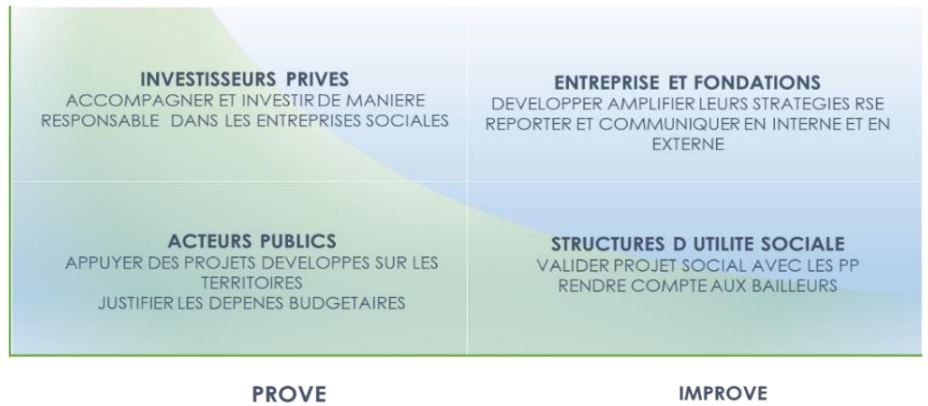 INVESTISSEURS PRIVES
ACCOMPAGNER ET INVESTIR DE MANIERE
RESPONSABLE DANS LES ENTREPRISES SOCIALES
ENTREPRISE ET FONDATIONS
DEVELOPPER AMPLIFIER LEURS STRATEGIES RSE
REPORTER ET COMMUNIQUER EN INTERNE ET EN
EXTERNE
ACTEURS PUBLICS
APPUYER DES PROJETS DEVELOPPES SUR LES
TERRITOIRES
JUSTIFIER LES DEPENES BUDGETAIRES
STRUCTURES D UTILITE SOCIALE
VALIDER PROJET SOCIAL AVEC LES PP
RENDRE COMPTE AUX BAILLEURS
PROVE
IMPROVE